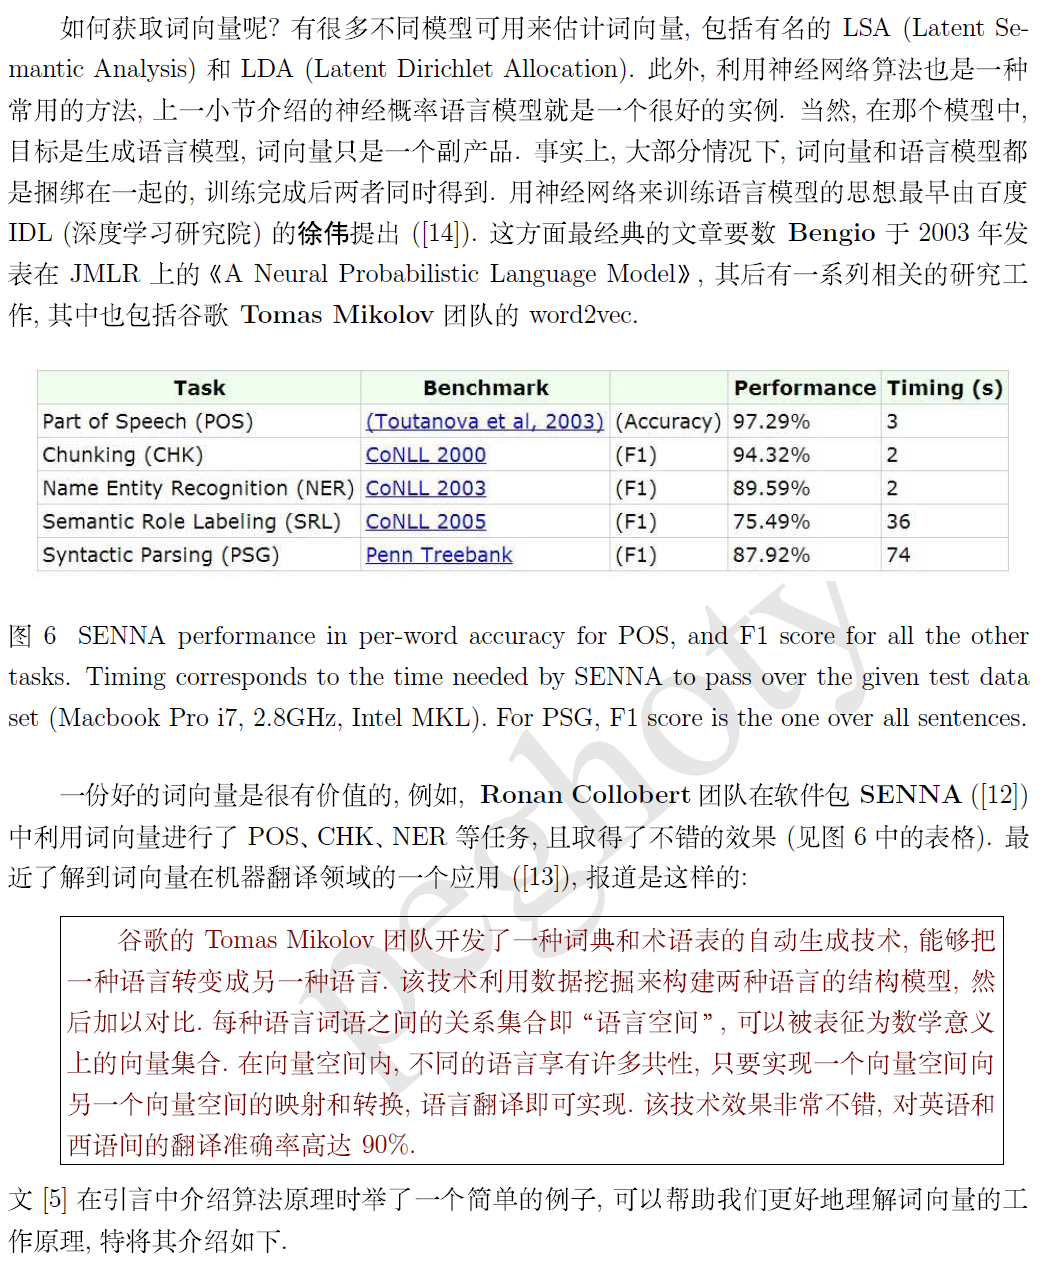 如何获取词向量呢? 有很多不同模型可用来估计词向量, 包括有名的 LSA (Latent Se-
mantic Analysis) 和 LDA (Latent Dirichlet Allocation). 此外, 利用神经网络算法也是一种
常用的方法, 上一小节介绍的神经概率语言模型就是一个很好的实例. 当然, 在那个模型中,
目标是生成语言模型, 词向量只是一个副产品. 事实上, 大部分情况下, 词向量和语言模型都
是捆绑在一起的, 训练完成后两者同时得到. 用神经网络来训练语言模型的思想最早由百度
IDL (深度学习研究院) 的徐伟提出 ([14]). 这方面最经典的文章要数 Bengio 于 2003 年发
表在 JMLR 上的《A Neural Probabilistic Language Model》, 其后有一系列相关的研究工
作, 其中也包括谷歌 Tomas Mikolov 团队的 word2vec.
Task Benchmark Performance Timing (s)
Part of Speech (POS) (Toutanova et al, 2003) (Accuracy) 97.29% 3
Chunking (CHK) CoNLL 2000 (F1) 94.32% 2
Name Entity Recognition (NER) CoNLL 2003 (F1) 89.59% 2
Semantic Role Labeling (SRL) CoNLL 2005 (F1) 75.49% 36
Syntactic Parsing (PSG) Penn Treebank (F1) 87.92% 74
图 6 SENNA performance in per-word accuracy for POS, and F1 score for all the other
tasks. Timing corresponds to the time needed by SENNA to pass over the given test data
set (Macbook Pro i7, 2.8GHz, Intel MKL). For PSG, F1 score is the one over all sentences.
一份好的词向量是很有价值的, 例如, Ronan Collobert 团队在软件包 SENNA ([12])
中利用词向量进行了 POS、CHK、NER 等任务, 且取得了不错的效果 (见图 6 中的表格). 最
近了解到词向量在机器翻译领域的一个应用 ([13]), 报道是这样的:
谷歌的 Tomas Mikolov 团队开发了一种词典和术语表的自动生成技术, 能够把
一种语言转变成另一种语言. 该技术利用数据挖掘来构建两种语言的结构模型, 然
后加以对比. 每种语言词语之间的关系集合即“语言空间”, 可以被表征为数学意义
上的向量集合. 在向量空间内, 不同的语言享有许多共性, 只要实现一个向量空间向
另一个向量空间的映射和转换, 语言翻译即可实现. 该技术效果非常不错, 对英语和
西语间的翻译准确率高达 90%.
文 [5] 在引言中介绍算法原理时举了一个简单的例子, 可以帮助我们更好地理解词向量的工
作原理, 特将其介绍如下.
peghoty